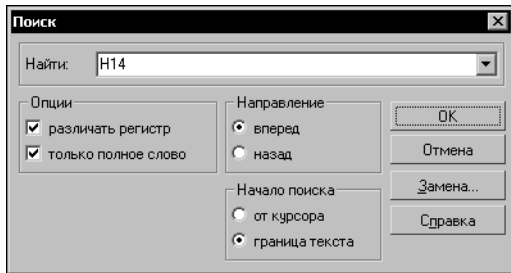 Поиск
Найти: H14
Опции
различать регистр
только полное слово
Направление
вперед
назад
Начало поиска
от курсора
граница текста
OK
Отмена
Замена...
Справка